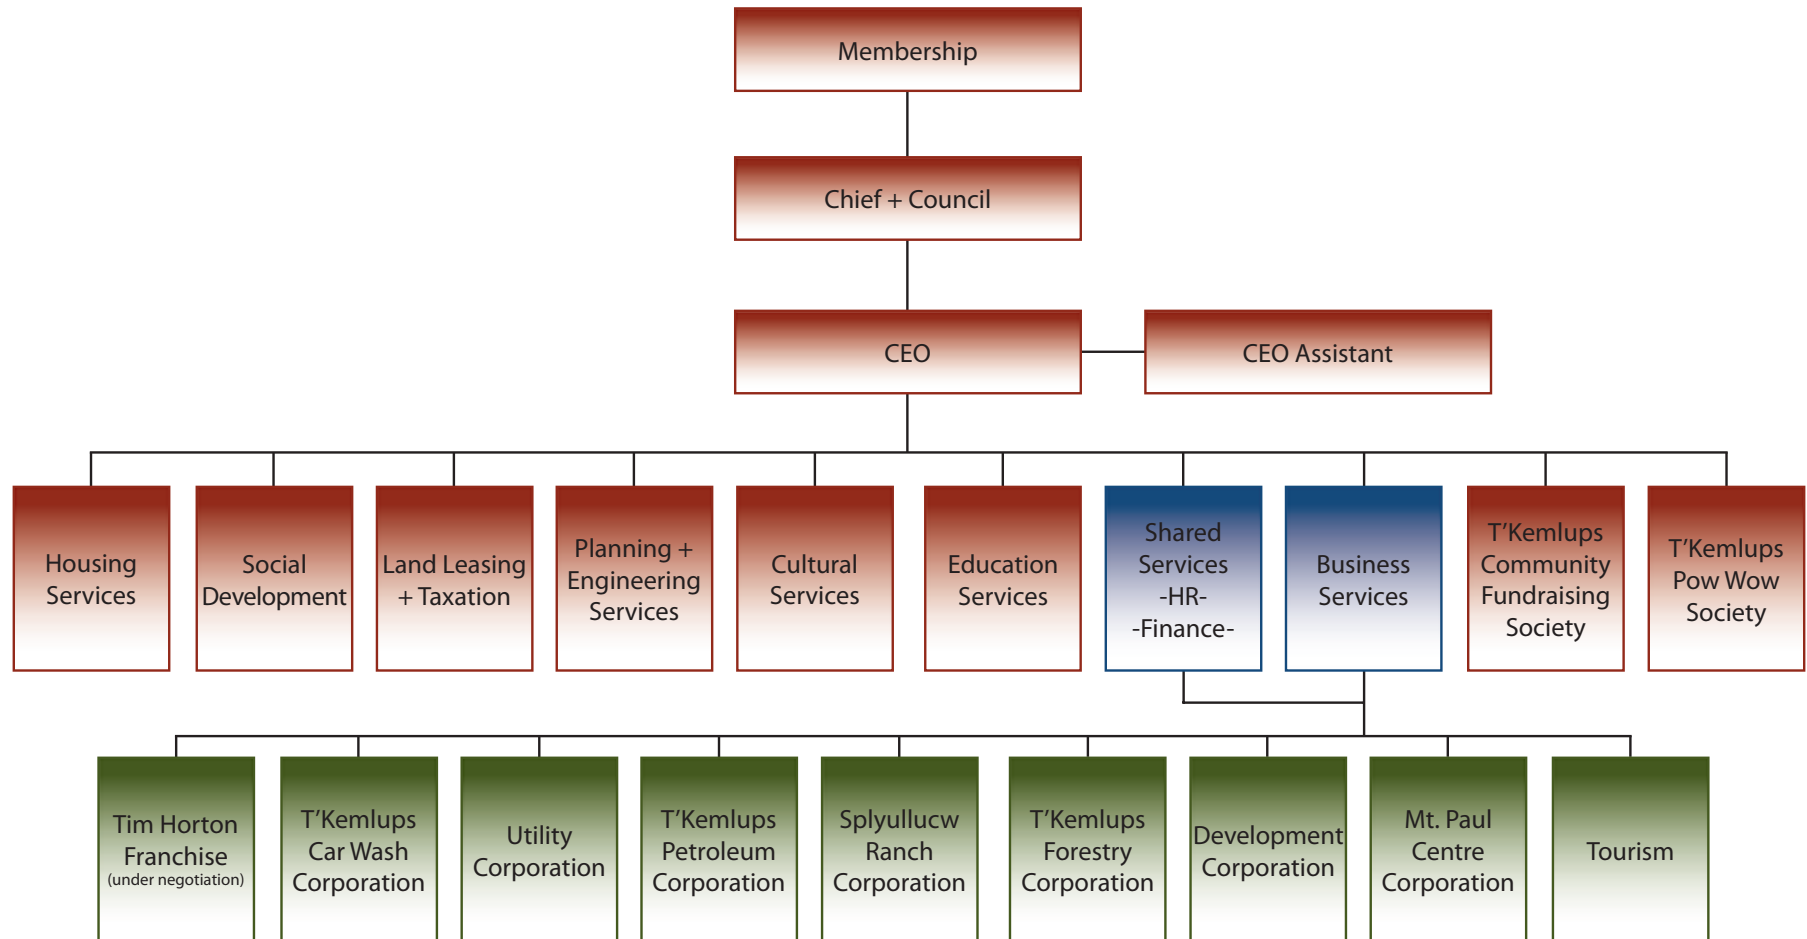 Membership
Chief + Council
CEO
CEO Assistant
Housing
Services
Social
Development
Land Leasing
+ Taxation
Planning +
Engineering
Services
Cultural
Services
Education
Services
Shared
Services
-HR-
-Finance-
Business
Services
T'Kemlups
Community
Fundraising
Society
T'Kemlups
Pow Wow
Society
Tim Horton
Franchise
(under negotiation)
T'Kemlups
Car Wash
Corporation
Utility
Corporation
T'Kemlups
Petroleum
Corporation
Splyullucw
Ranch
Corporation
T'Kemlups
Forestry
Corporation
Development
Corporation
Mt. Paul
Centre
Corporation
Tourism